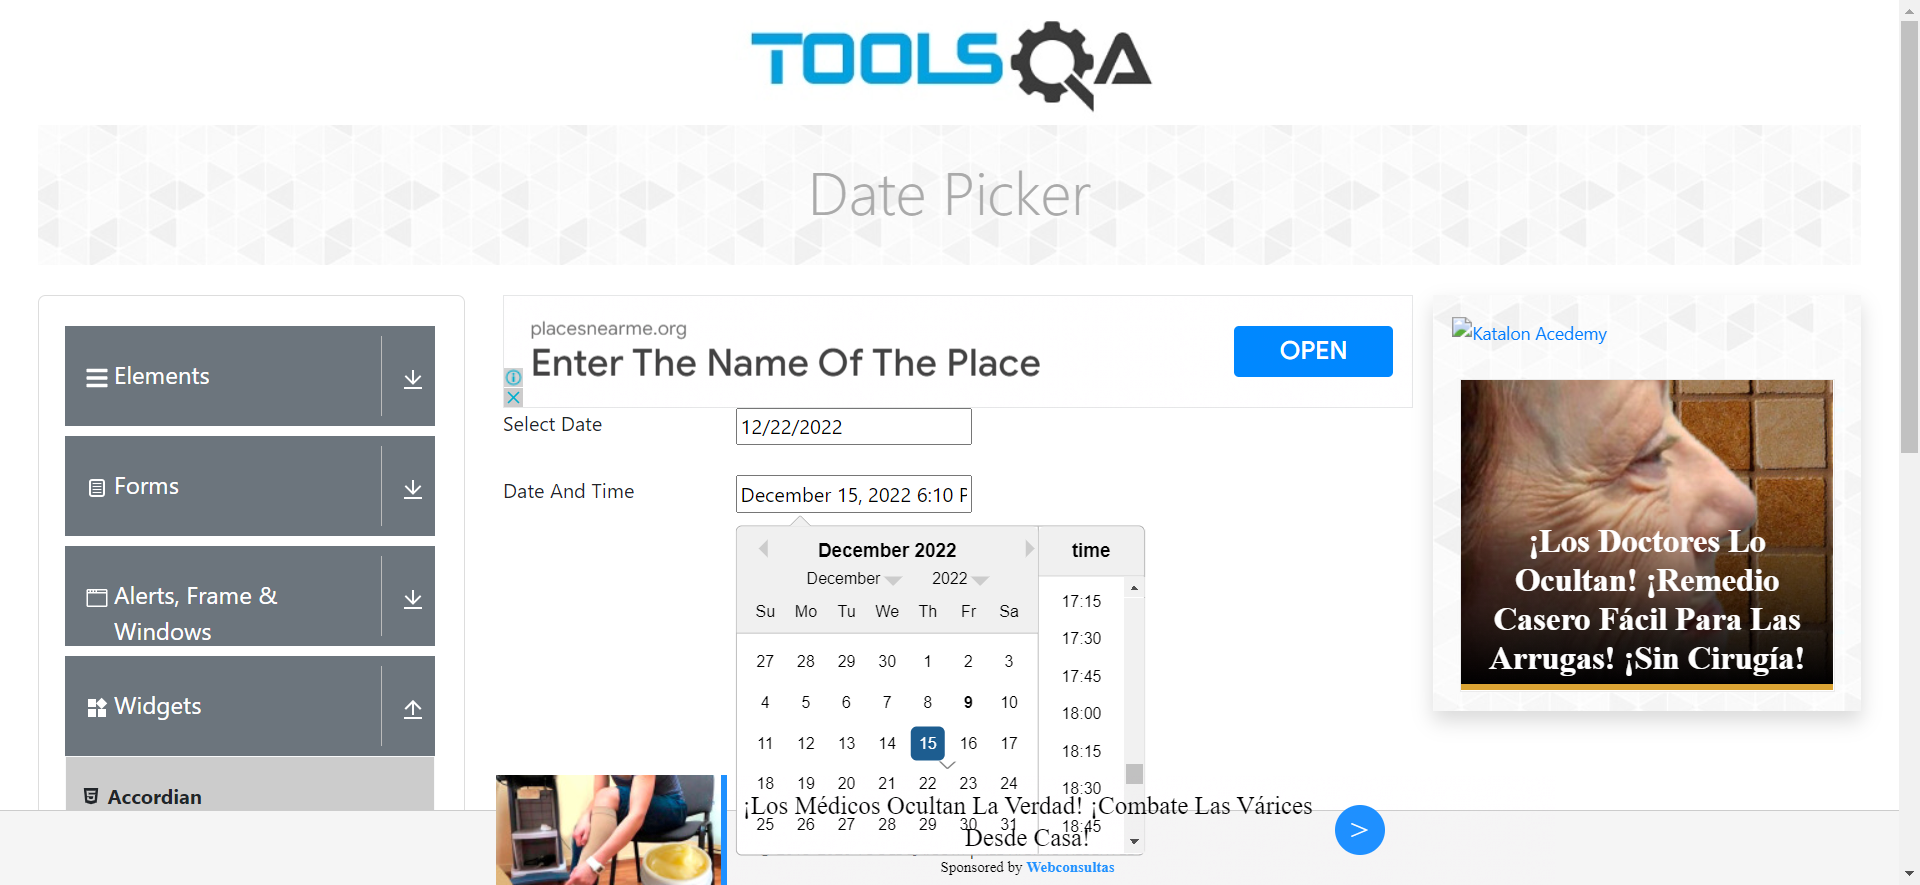 TOOLSQA
Date Picker
Elements
Forms
Alerts, Frame &
Windows
Widgets
Accordian
placesnearme.org
Enter The Name Of The Place
OPEN
Select Date
12/22/2022
Date And Time
December 15, 2022 6:10 P
December 2022
December 2022
Su Mo Tu We Th Fr Sa
27 28 29 30 1 2 3
4 5 6 7 8 9 10
11 12 13 14 15 16 17
18 19 20 21 22 23 24
25 26 27 28 29 30 31
time
17:15
17:30
17:45
18:00
18:15
18:30
18:45
Katalon Acedemy
¡Los Doctores Lo
Ocultan! ¡Remedio
Casero Fácil Para Las
Arrugas! ¡Sin Cirugía!
¡Los Médicos Ocultan La Verdad! ¡Combate Las Várices
Desde Casa!
>
Sponsored by Webconsultas